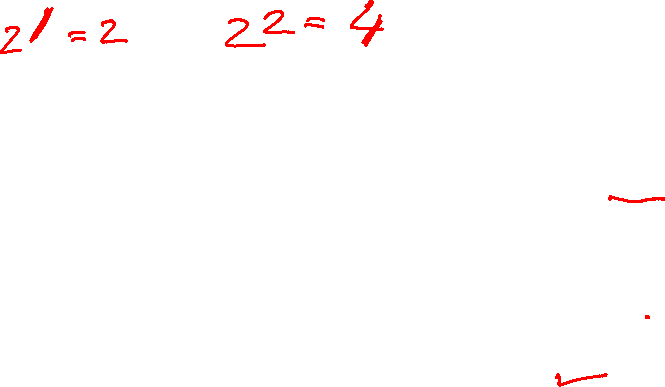 2¹ = 2 2² = 4